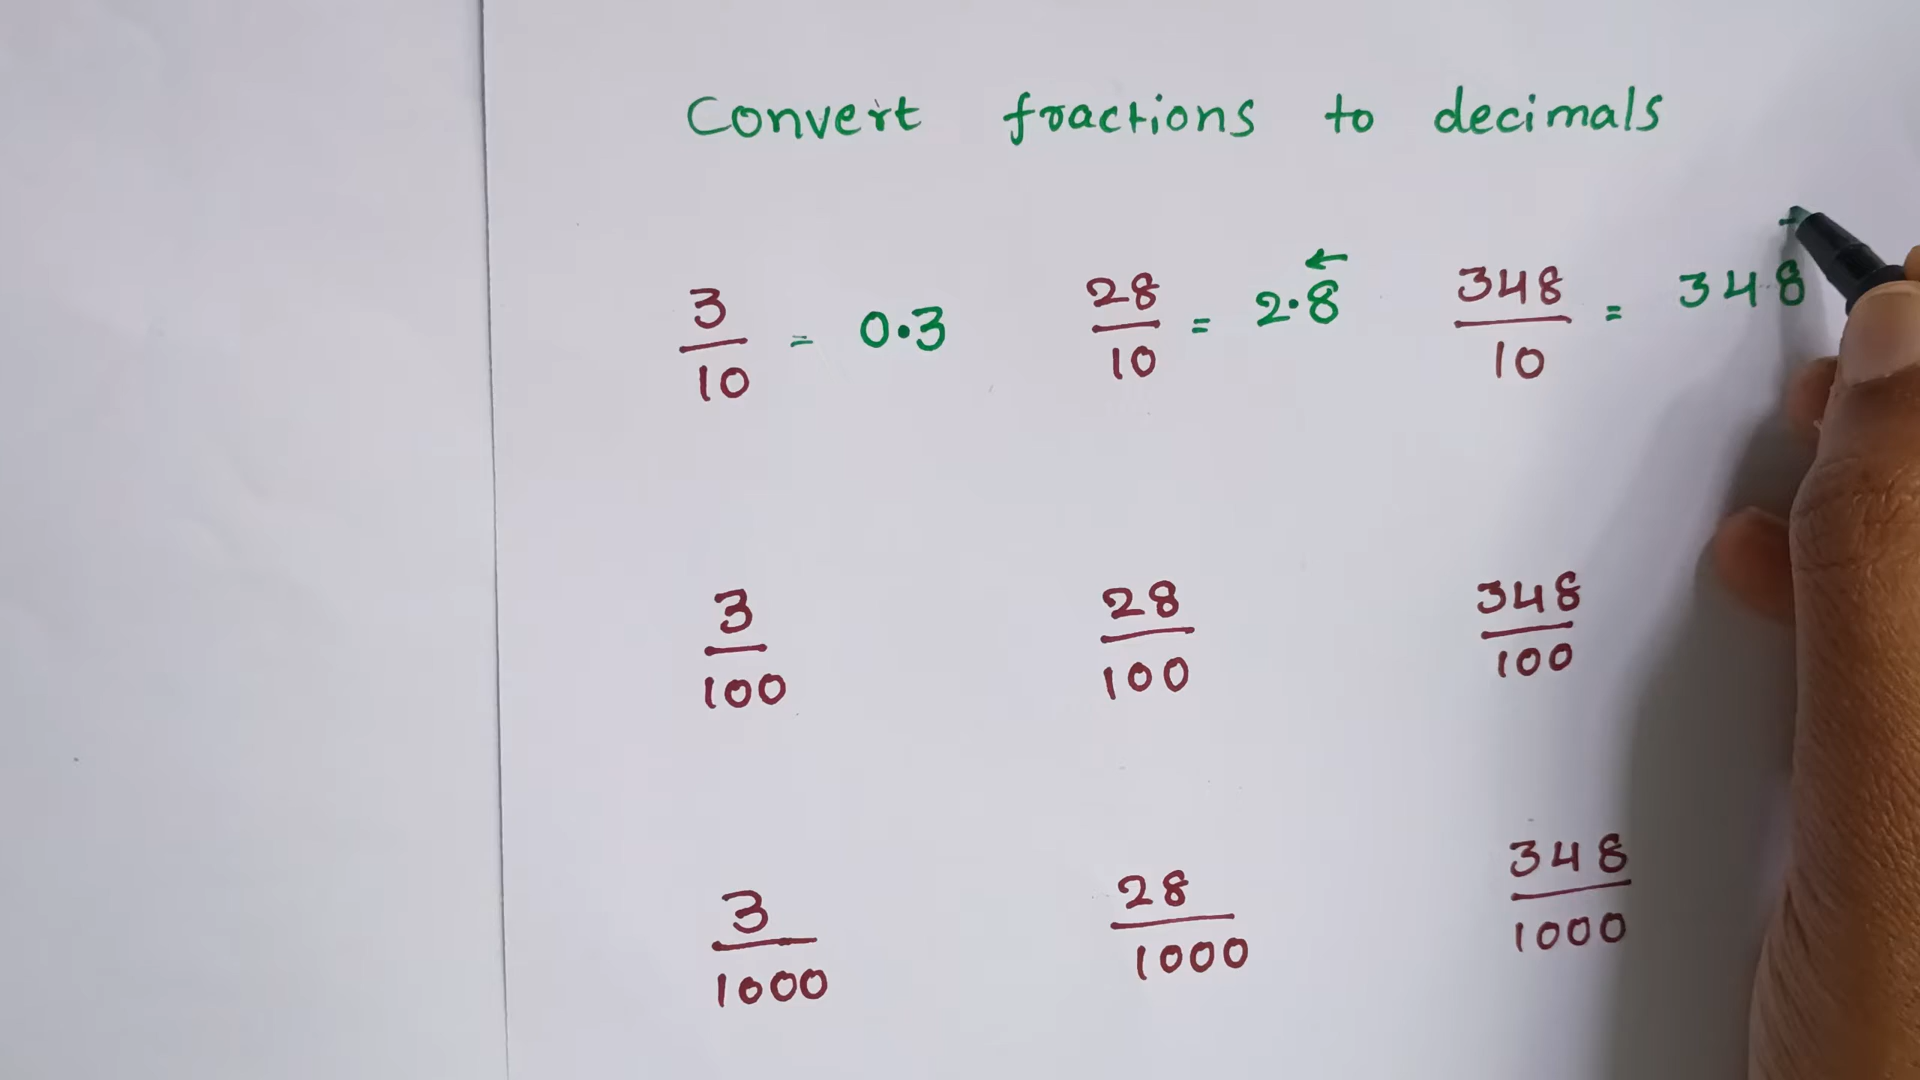 Convert fractions to decimals
3/10 = 0.3 28/10 = 2.8 348/10 = 348
3/100 28/100 348/100
3/1000 28/1000 348/1000